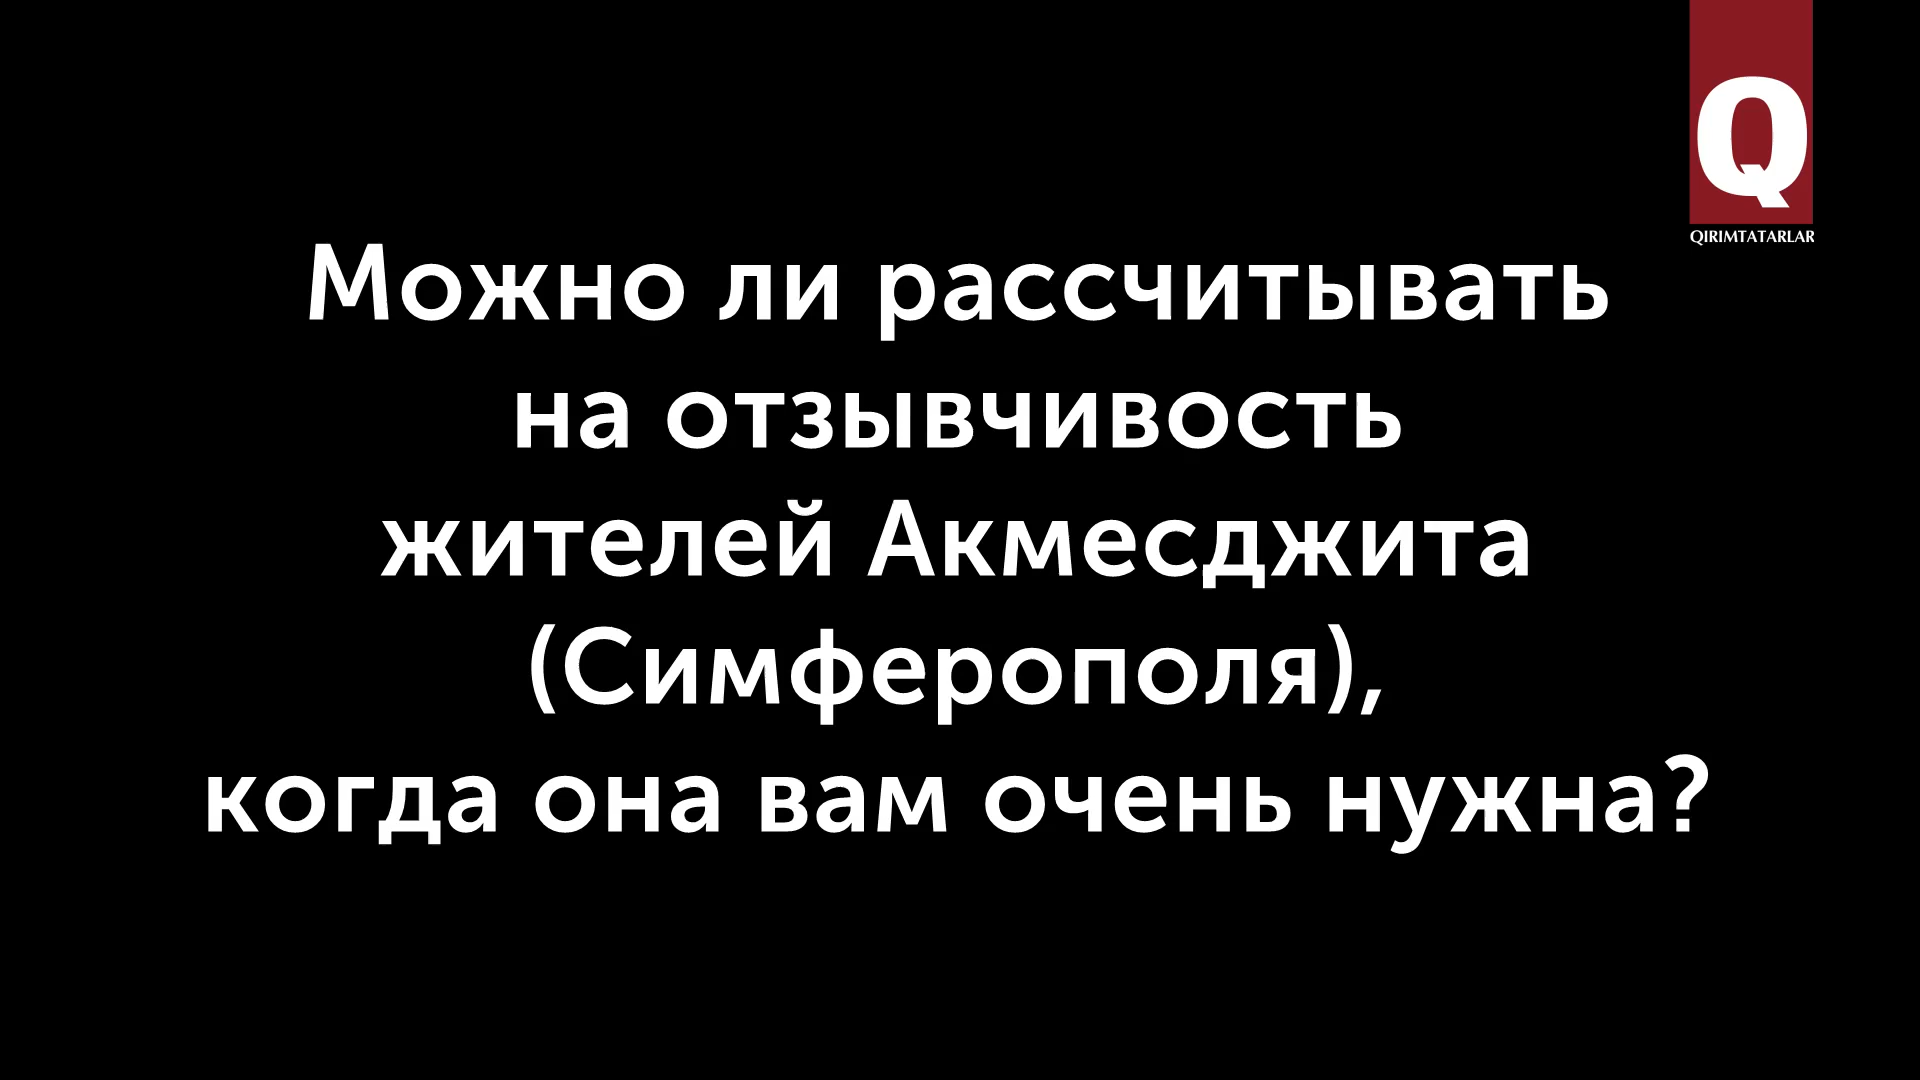 Q
QIRIMTATARLAR
Можно ли рассчитывать
на отзывчивость
жителей Акмесджита
(Симферополя),
когда она вам очень нужна?